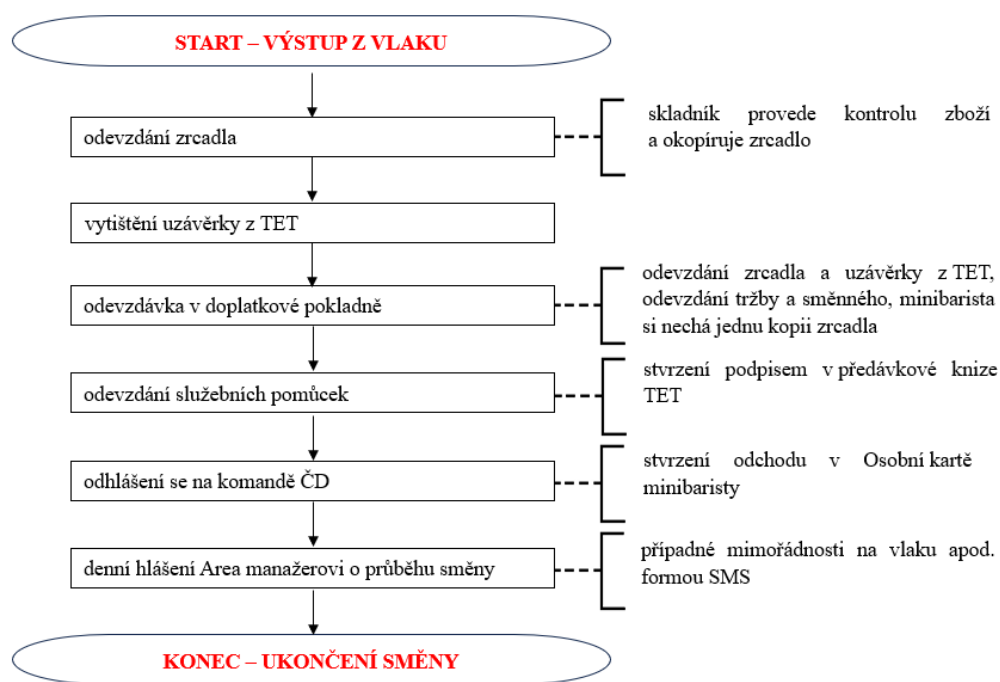 START – VÝSTUP Z VLAKU
odevzdání zrcadla
skladník provede kontrolu zboží
a okopíruje zrcadlo
vytištění uzávěrky z TET
odevzdávka v doplatkové pokladně
odevzdání zrcadla a uzávěrky z TET,
odevzdání tržby a směnného, minibarista
si nechá jednu kopii zrcadla
odevzdání služebních pomůcek
stvrzení podpisem v předávkové knize
TET
odhlášení se na komandě ČD
stvrzení odchodu v Osobní kartě
minibaristy
denní hlášení Area manažerovi o průběhu směny
případné mimořádnosti na vlaku apod.
formou SMS
KONEC – UKONČENÍ SMĚNY